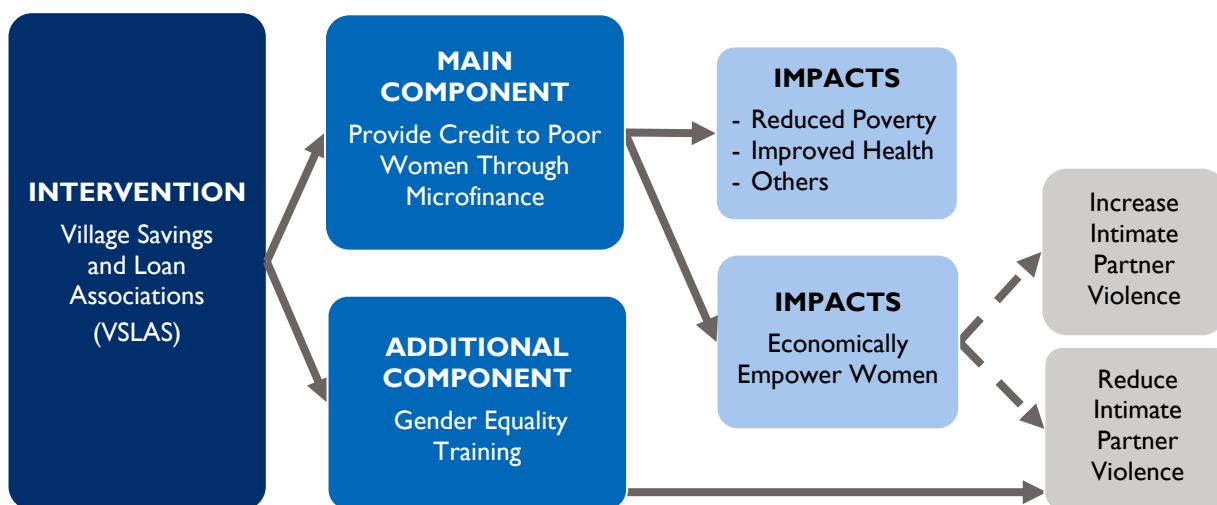 INTERVENTION
Village Savings
and Loan
Associations
(VSLAS)
MAIN
COMPONENT
Provide Credit to Poor
Women Through
Microfinance
ADDITIONAL
COMPONENT
Gender Equality
Training
IMPACTS
- Reduced Poverty
- Improved Health
- Others
IMPACTS
Economically
Empower Women
Increase
Intimate
Partner
Violence
Reduce
Intimate
Partner
Violence